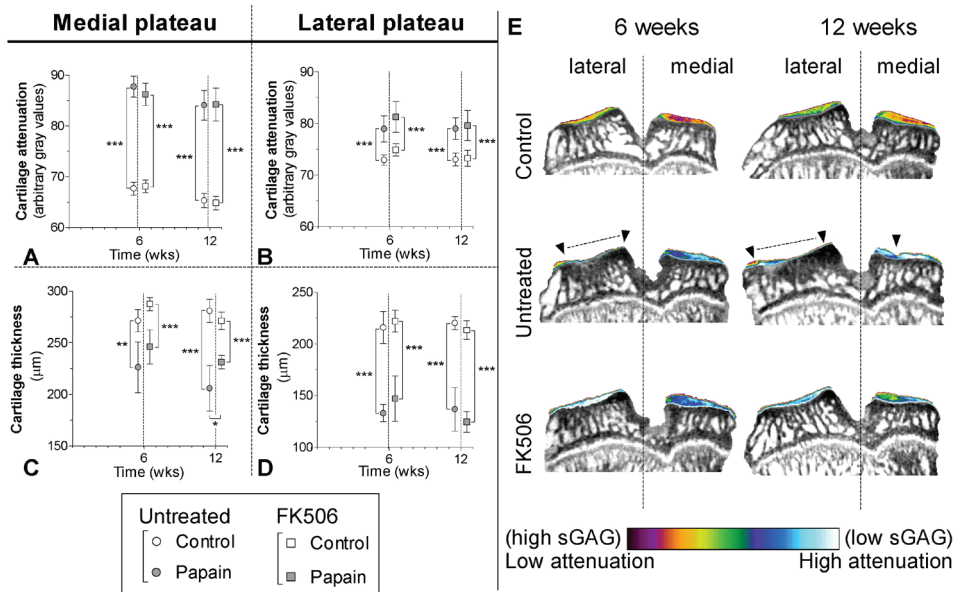 Medial plateau
Lateral plateau
Cartilage attenuation
(arbitrary gray values)
90
80
70
60
***
***
***
***
6
12
Time (wks)
A
Cartilage attenuation
(arbitrary gray values)
90
80
70
60
***
***
***
***
6
12
Time (wks)
B
Cartilage thickness
(µm)
300
250
200
150
**
***
***
***
*
6
12
Time (wks)
C
Cartilage thickness
(µm)
250
200
150
100
***
***
***
***
6
12
Time (wks)
D
Untreated
Control
Papain
FK506
Control
Papain
E
6 weeks
12 weeks
lateral
medial
lateral
medial
Control
Untreated
FK506
(high sGAG)
Low attenuation
(low sGAG)
High attenuation